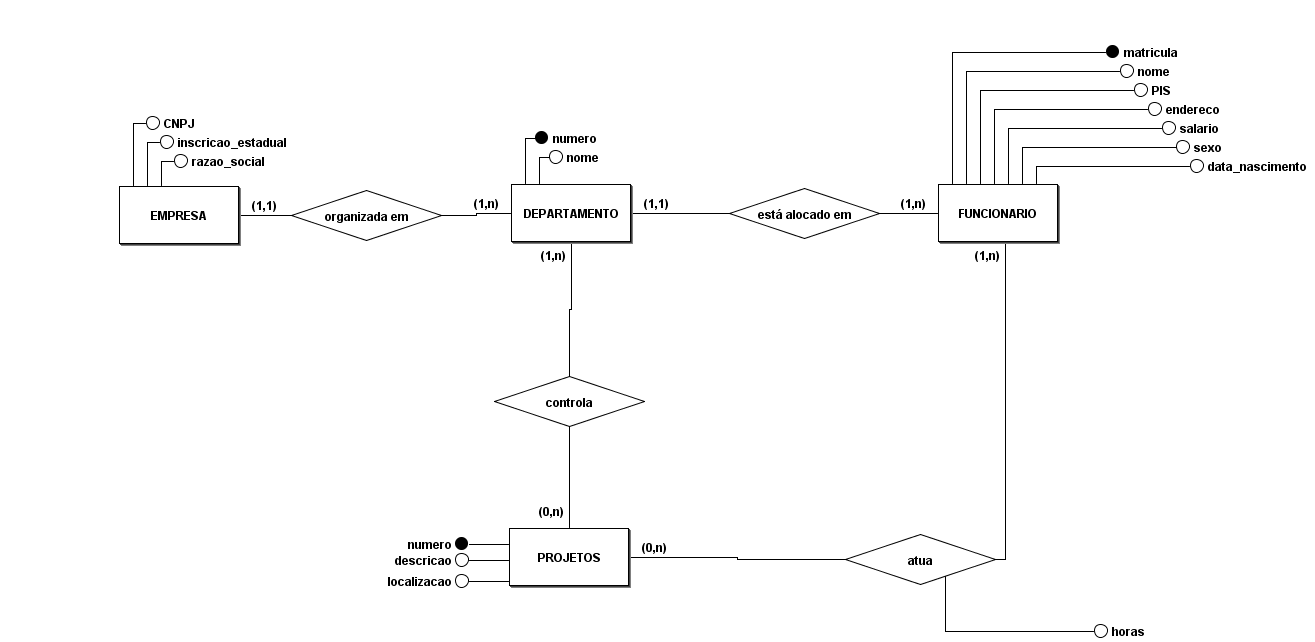 matricula
nome
PIS
endereco
salario
sexo
data_nascimento
CNPJ
inscricao_estadual
razao_social
numero
nome
EMPRESA
(1,1)
organizada em
(1,n)
DEPARTAMENTO
(1,1)
está alocado em
(1,n)
FUNCIONARIO
(1,n)
(1,n)
controla
(0,n)
numero
descricao
localizacao
PROJETOS
(0,n)
atua
horas